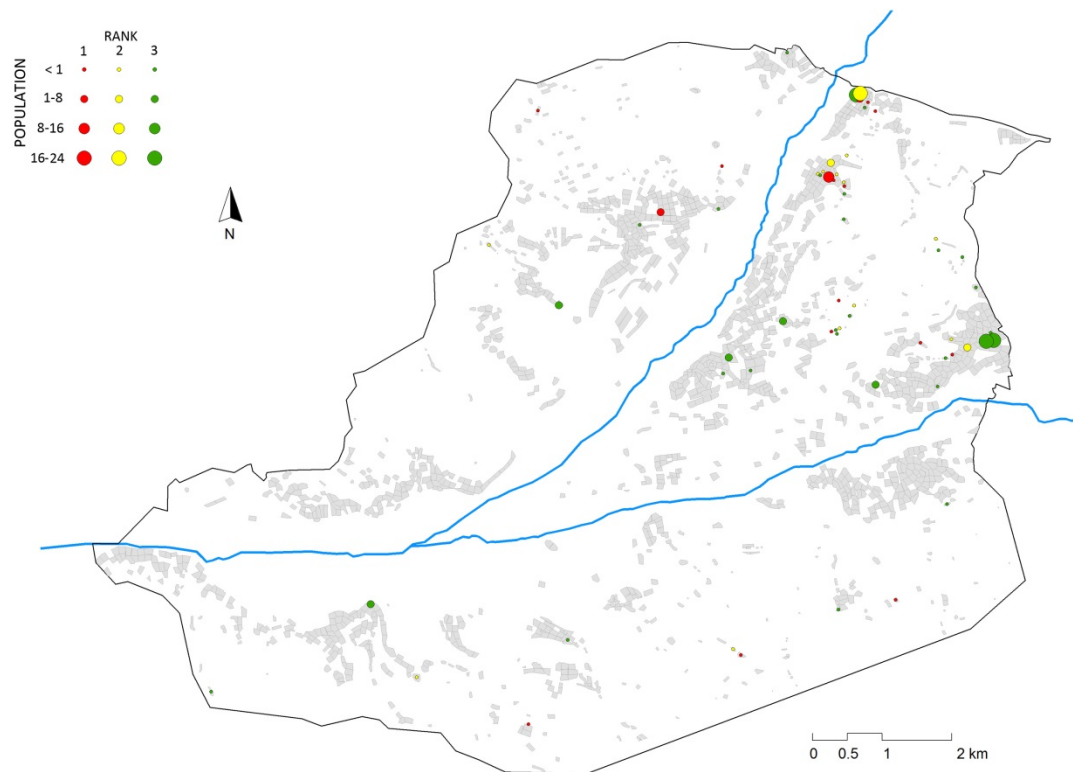 RANK
1 2 3
POPULATION
< 1
1-8
8-16
16-24
N
0 0.5 1 2 km